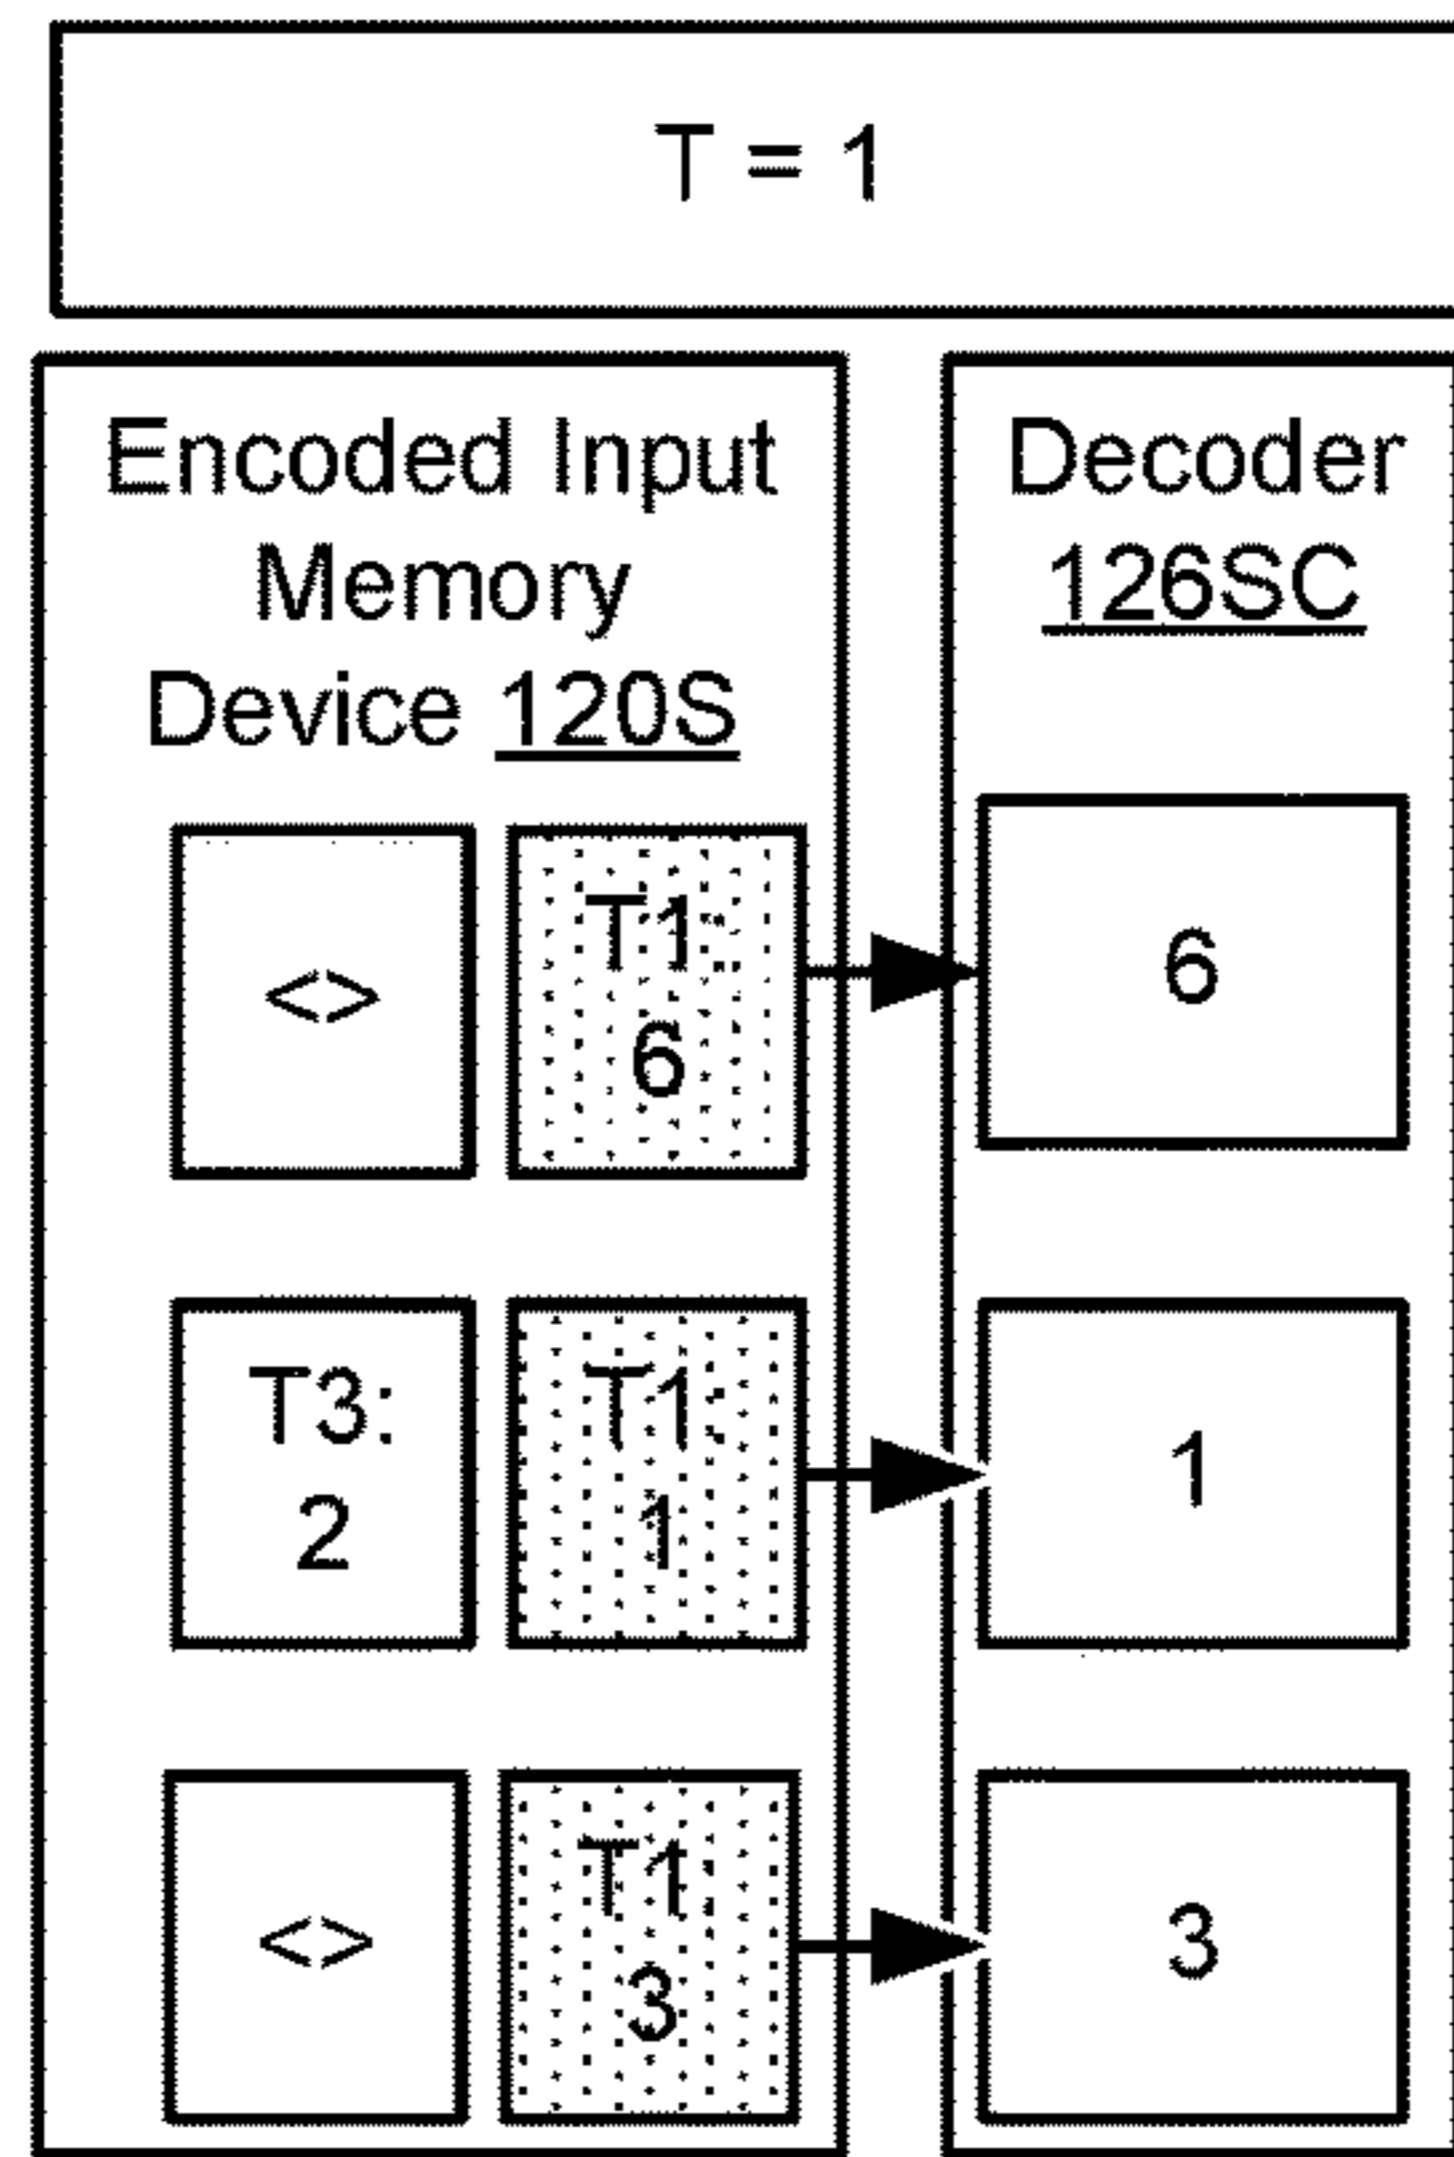 T = 1
Encoded Input
Memory
Device 120S
Decoder
126SC
<>
T1:
6
6
T3:
2
T1:
1
1
<>
T1:
3
3